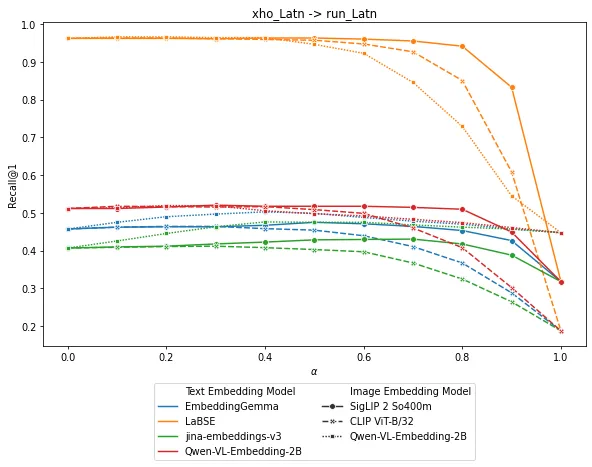 xho_Latn -> run_Latn
1.0
0.9
0.8
0.7
0.6
0.5
0.4
0.3
0.2
Recall@1
0.0 0.2 0.4 0.6 0.8 1.0
α
Text Embedding Model Image Embedding Model
EmbeddingGemma SigLIP 2 So400m
LaBSE CLIP ViT-B/32
jina-embeddings-v3 Qwen-VL-Embedding-2B
Qwen-VL-Embedding-2B